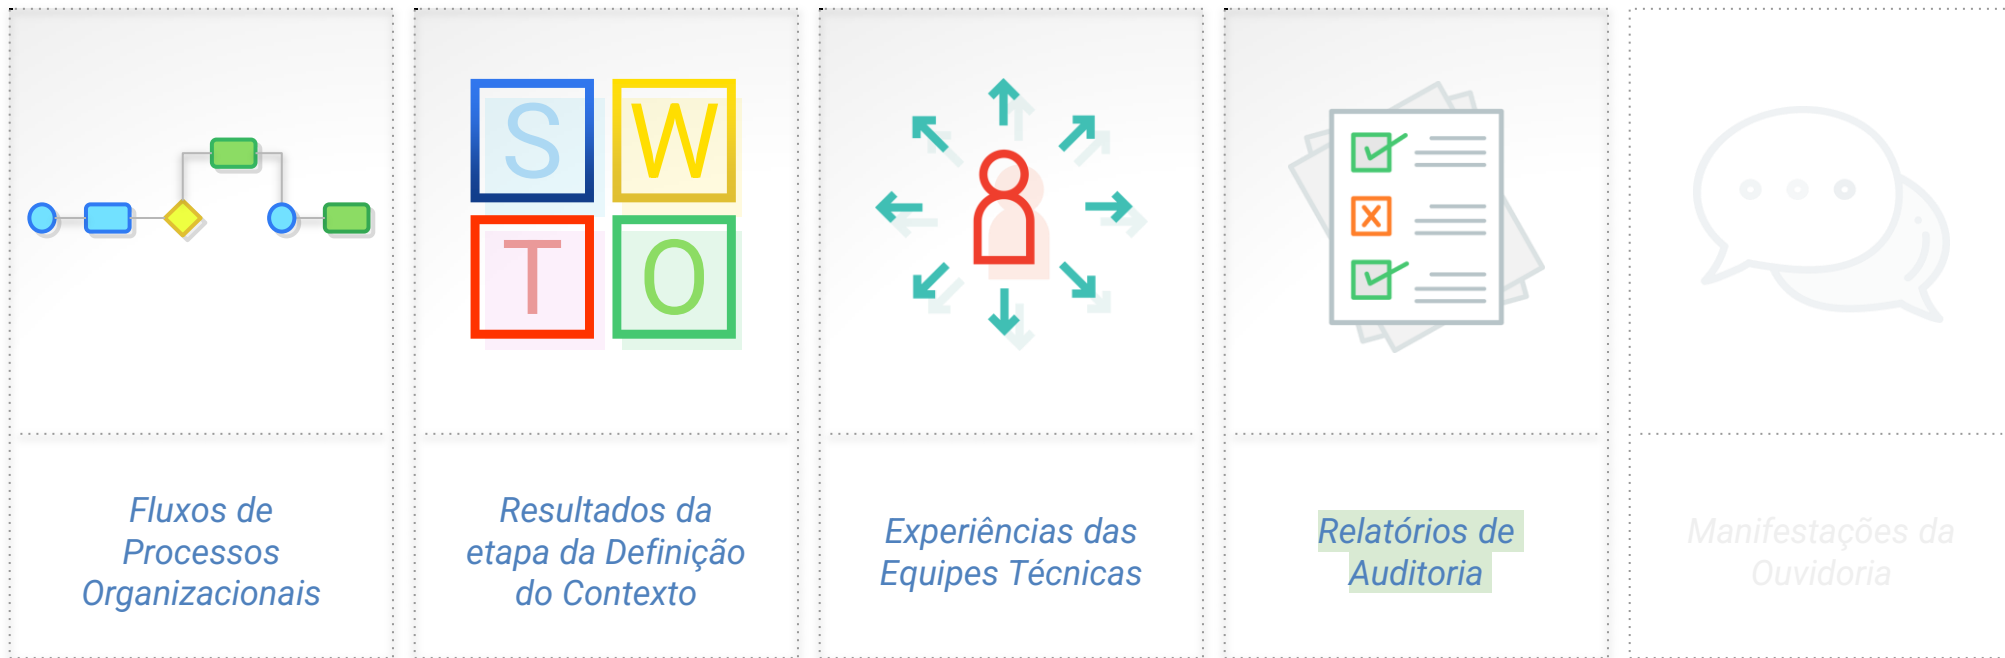 S W
T O
Fluxos de
Processos
Organizacionais
Resultados da
etapa da Definição
do Contexto
Experiências das
Equipes Técnicas
Relatórios de
Auditoria
Manifestações da
Ouvidoria